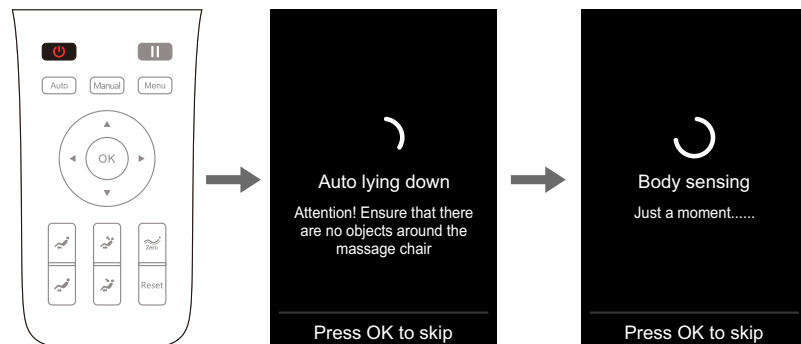 Auto
Manual
Menu
OK
Zero
Reset
Auto lying down
Attention! Ensure that there
are no objects around the
massage chair
Press OK to skip
Body sensing
Just a moment......
Press OK to skip